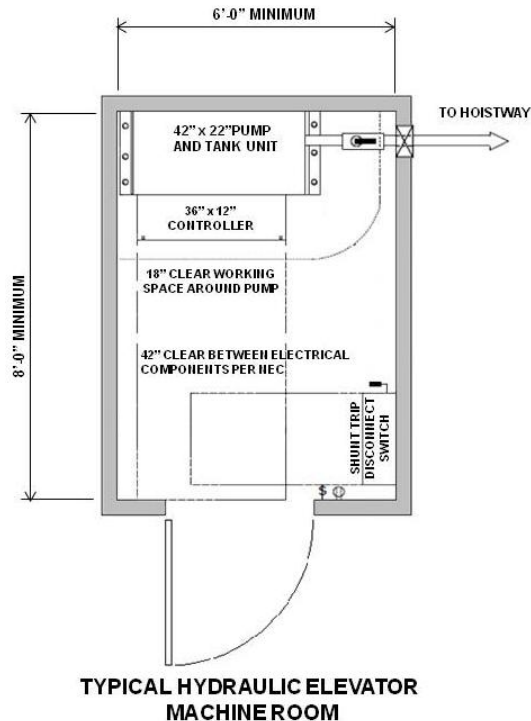 6'-0" MINIMUM
TO HOISTWAY
42" x 22"PUMP
AND TANK UNIT
36" x 12"
CONTROLLER
18" CLEAR WORKING
SPACE AROUND PUMP
8'-0" MINIMUM
42" CLEAR BETWEEN ELECTRICAL
COMPONENTS PER NEC
SHUNT TRIP
DISCONNECT
SWITCH
$
TYPICAL HYDRAULIC ELEVATOR
MACHINE ROOM